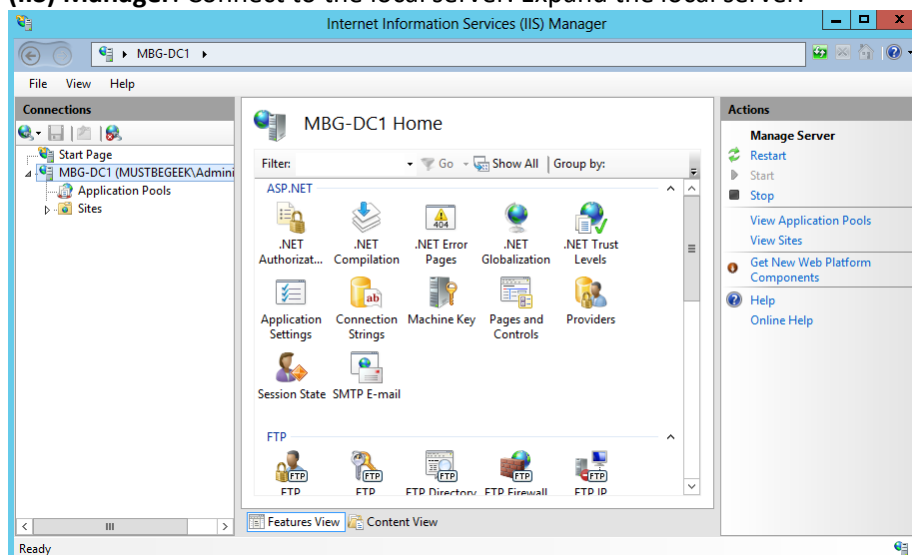 (IIS) Manager. Connect to the local server. Expand the local server.
Internet Information Services (IIS) Manager
MBG-DC1
File View Help
Connections
Start Page
MBG-DC1 (MUSTBEGEEK\Admini
Application Pools
Sites
MBG-DC1 Home
Filter: Go Show All Group by:
ASP.NET
.NET Authorizat...
.NET Compilation
.NET Error Pages
.NET Globalization
.NET Trust Levels
Application Settings
Connection Strings
Machine Key
Pages and Controls
Providers
Session State
SMTP E-mail
FTP
FTP FTP FTP Directory FTP Firewall FTP IP
Features View Content View
Actions
Manage Server
Restart
Start
Stop
View Application Pools
View Sites
Get New Web Platform
Components
Help
Online Help
Ready